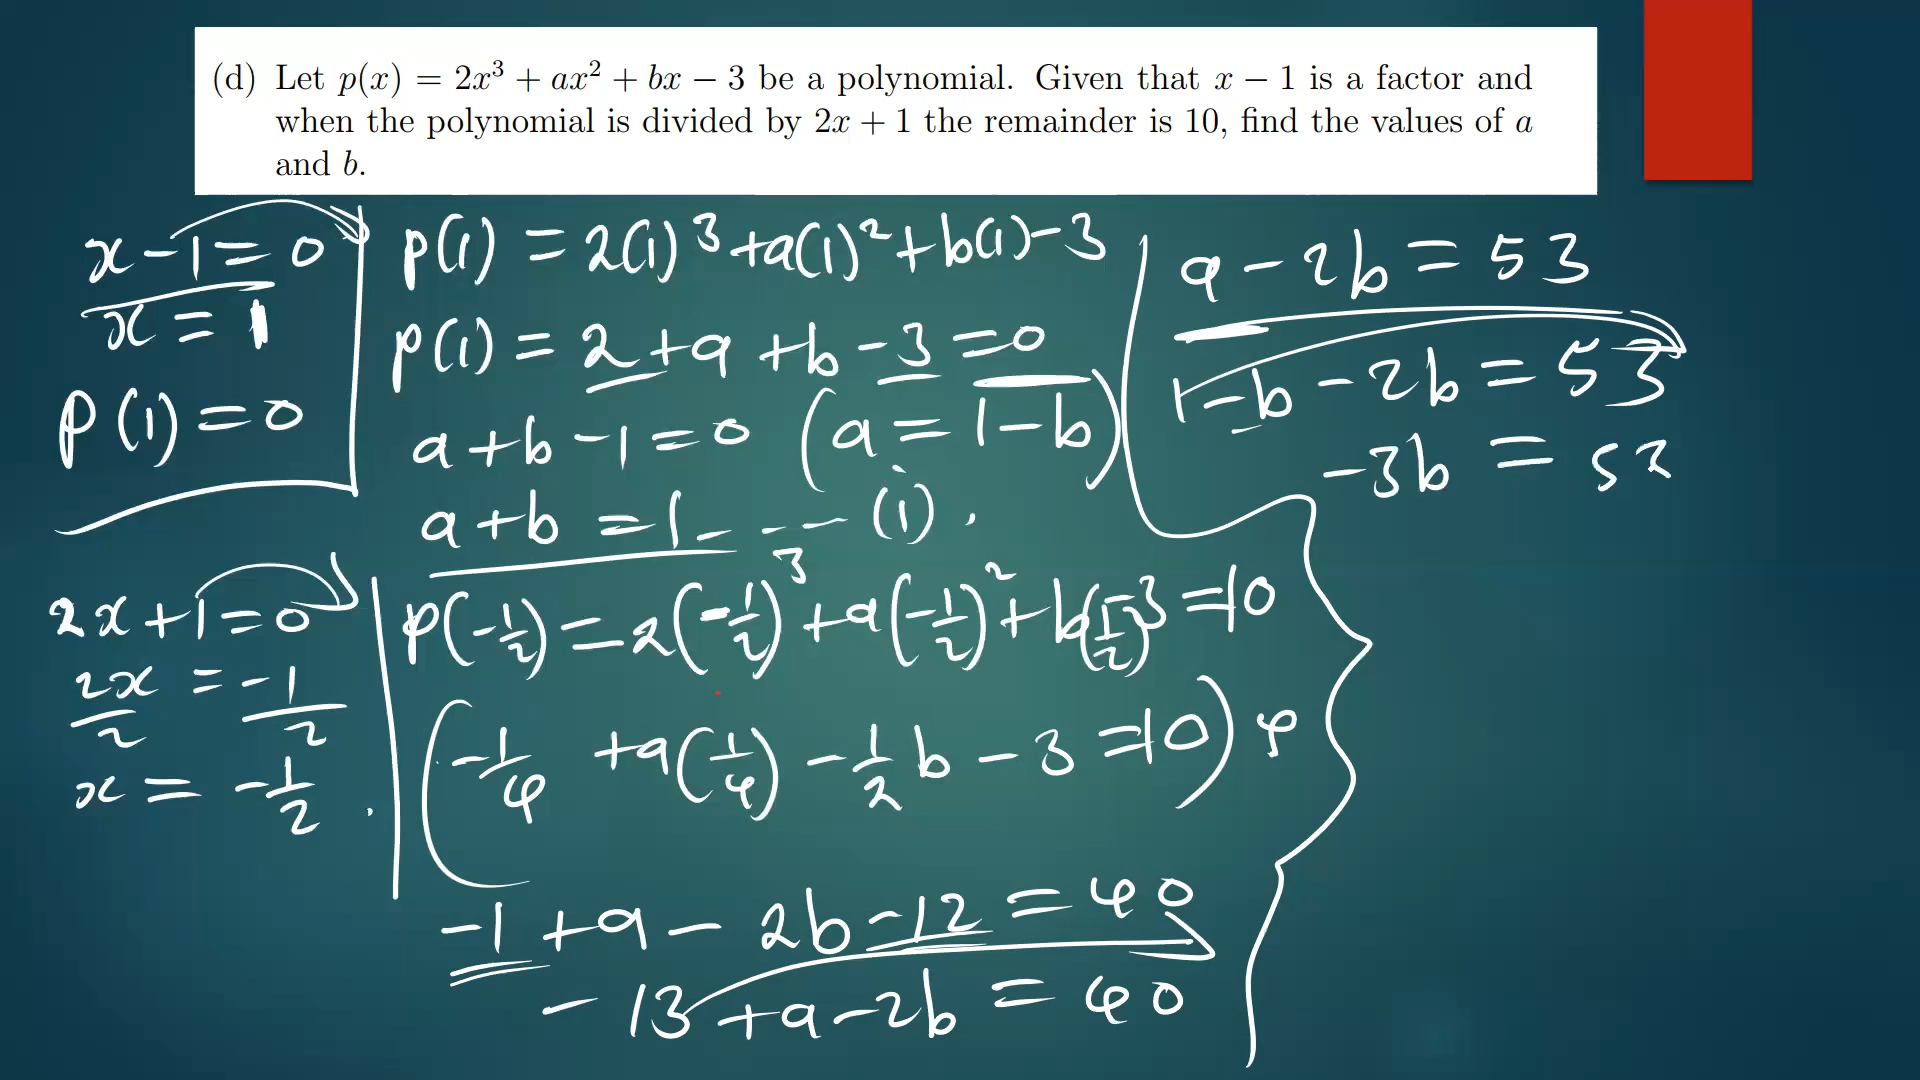 (d) Let p(x) = 2x³ + ax² + bx − 3 be a polynomial. Given that x − 1 is a factor and
when the polynomial is divided by 2x + 1 the remainder is 10, find the values of a
and b.
x − 1 = 0
x = 1
P(1) = 0
p(1) = 2(1)³ + a(1)² + b(1) − 3
p(1) = 2 + a + b − 3 = 0
a + b − 1 = 0 (a = 1 − b)
a + b = 1 - - - (i).
2x + 1 = 0
2x/2 = −1/2
x = −1/2.
p(−1/2) = 2(−1/2)³ + a(−1/2)² + b(−1/2) − 3 = 10
(−1/4 + a(1/4) − 1/2 b − 3 = 10) 4
−1 + a − 2b − 12 = 40
− 13 + a − 2b = 40
a − 2b = 53
1 − b − 2b = 53
−3b = 52